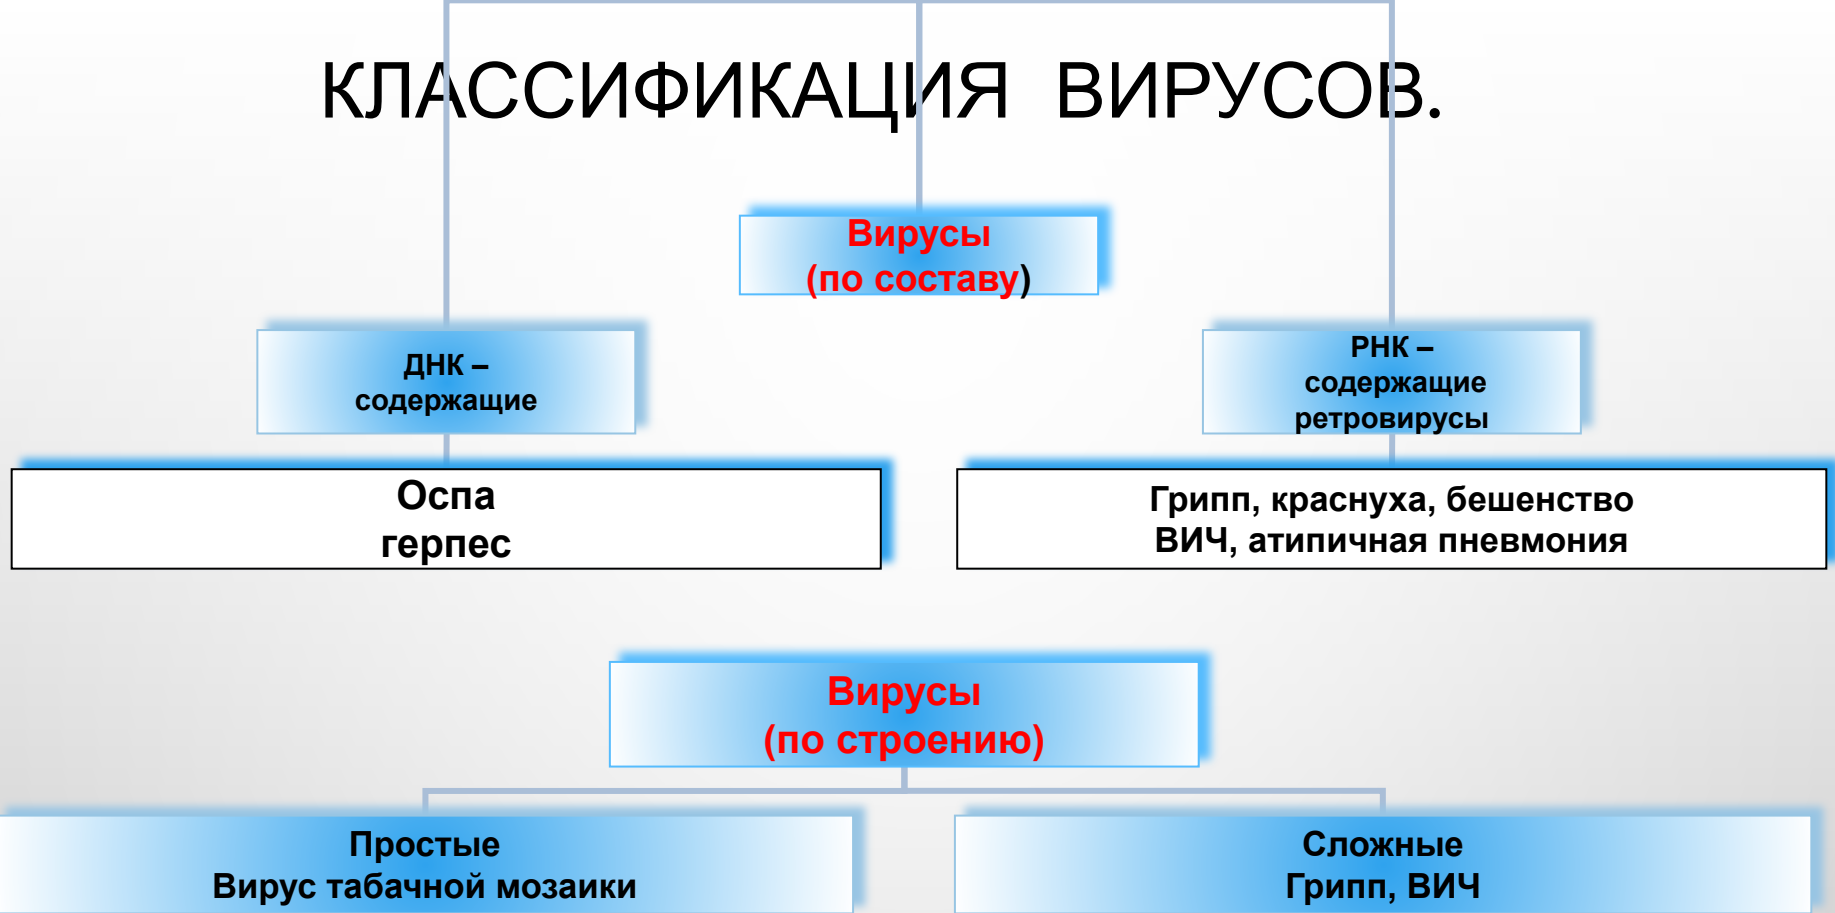 КЛАССИФИКАЦИЯ ВИРУСОВ.
Вирусы
(по составу)
ДНК –
содержащие
РНК –
содержащие
ретровирусы
Оспа
герпес
Грипп, краснуха, бешенство
ВИЧ, атипичная пневмония
Вирусы
(по строению)
Простые
Вирус табачной мозаики
Сложные
Грипп, ВИЧ